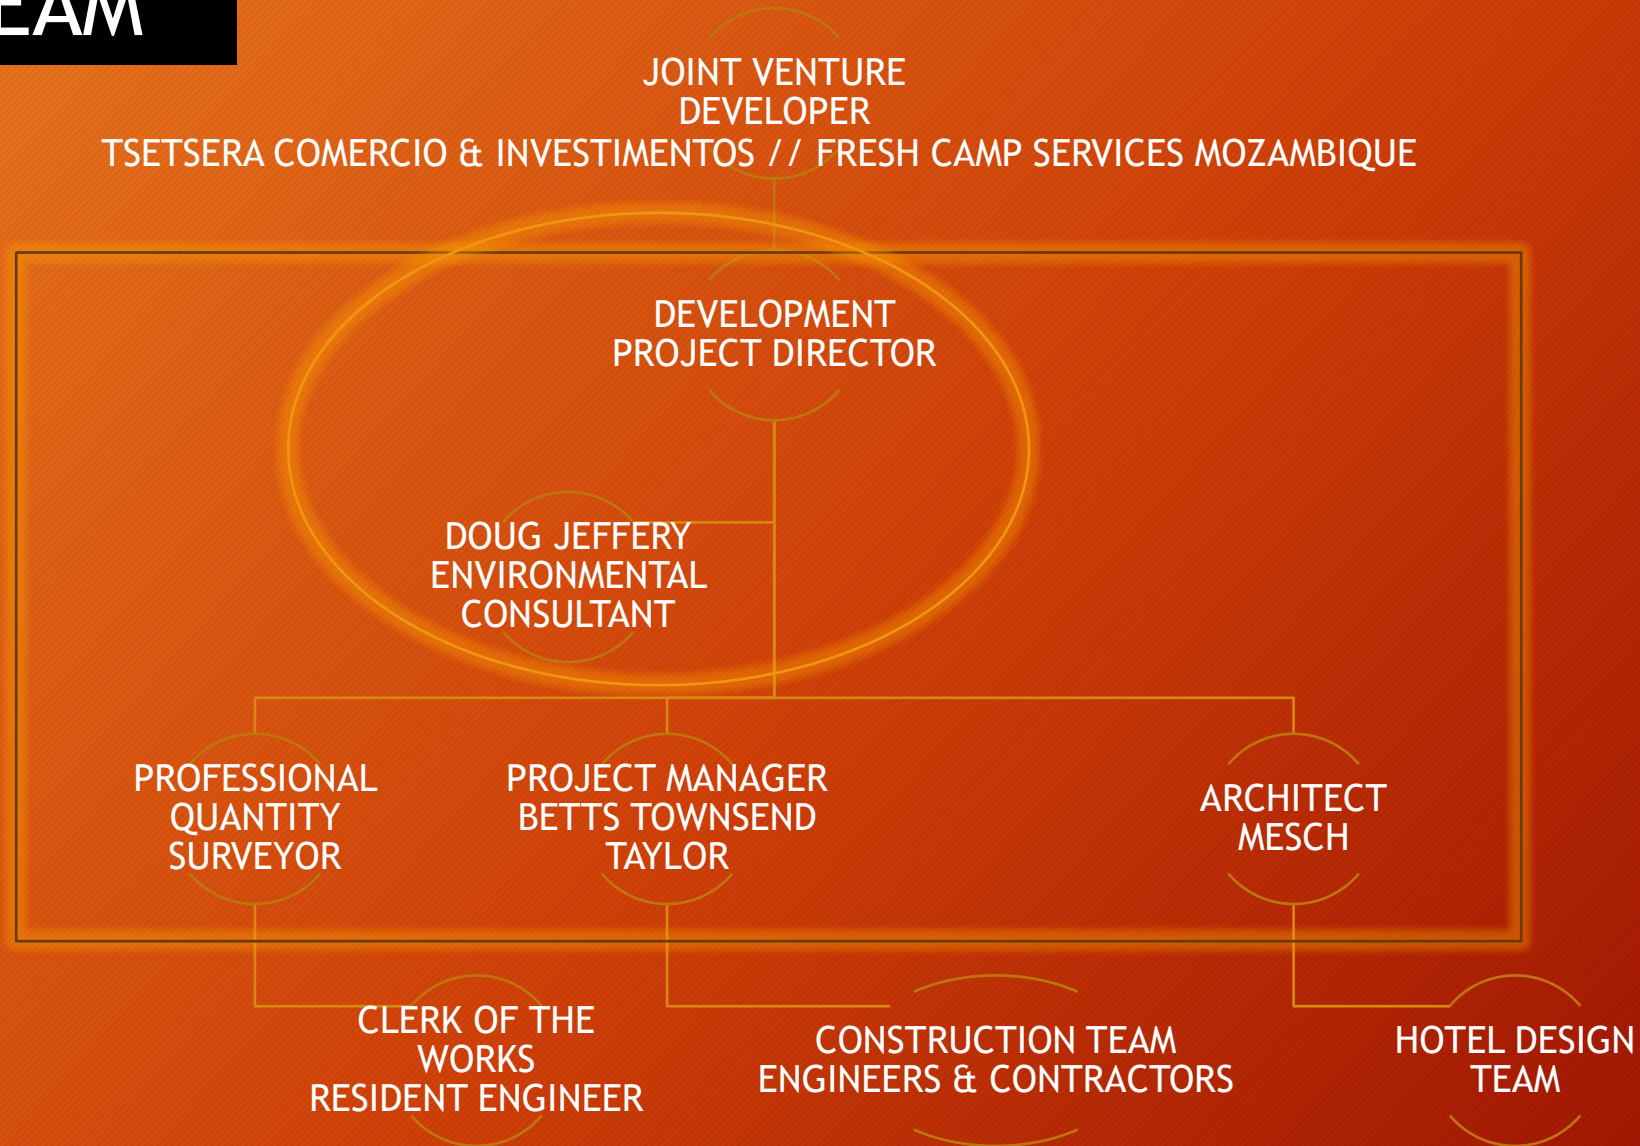 JOINT VENTURE
DEVELOPER
TSETSERA COMERCIO & INVESTIMENTOS // FRESH CAMP SERVICES MOZAMBIQUE
DEVELOPMENT
PROJECT DIRECTOR
DOUG JEFFERY
ENVIRONMENTAL
CONSULTANT
PROFESSIONAL
QUANTITY
SURVEYOR
PROJECT MANAGER
BETTS TOWNSEND
TAYLOR
ARCHITECT
MESCH
CLERK OF THE
WORKS
RESIDENT ENGINEER
CONSTRUCTION TEAM
ENGINEERS & CONTRACTORS
HOTEL DESIGN
TEAM